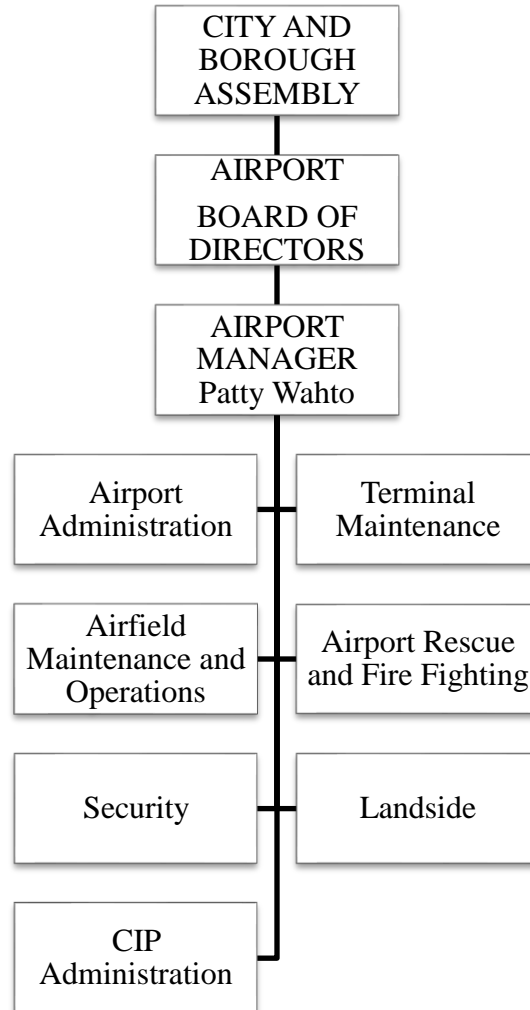 CITY AND
BOROUGH
ASSEMBLY
AIRPORT
BOARD OF
DIRECTORS
AIRPORT
MANAGER
Patty Wahto
Airport
Administration
Terminal
Maintenance
Airfield
Maintenance and
Operations
Airport Rescue
and Fire Fighting
Security
Landside
CIP
Administration